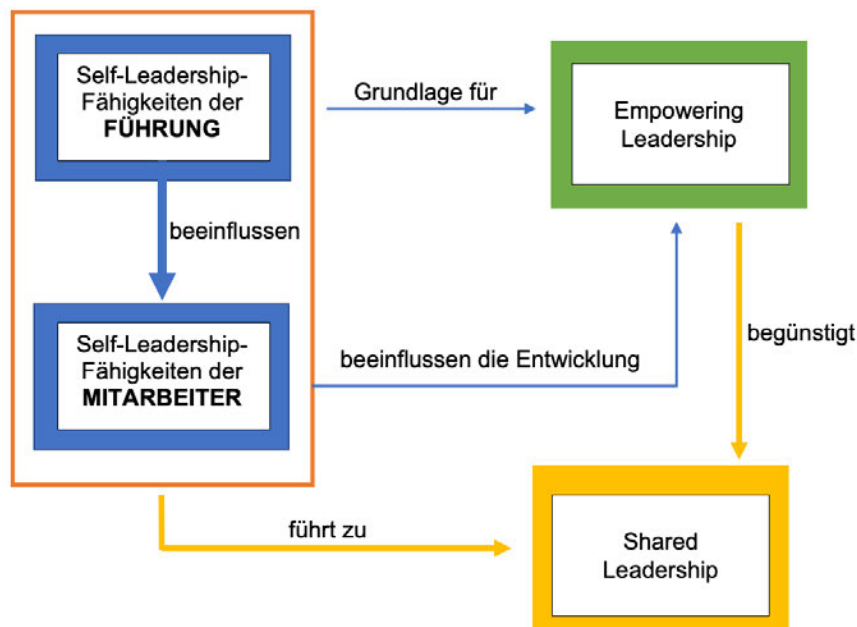 Self-Leadership-
Fähigkeiten der
FÜHRUNG
Grundlage für
Empowering
Leadership
beeinflussen
Self-Leadership-
Fähigkeiten der
MITARBEITER
beeinflussen die Entwicklung
begünstigt
führt zu
Shared
Leadership